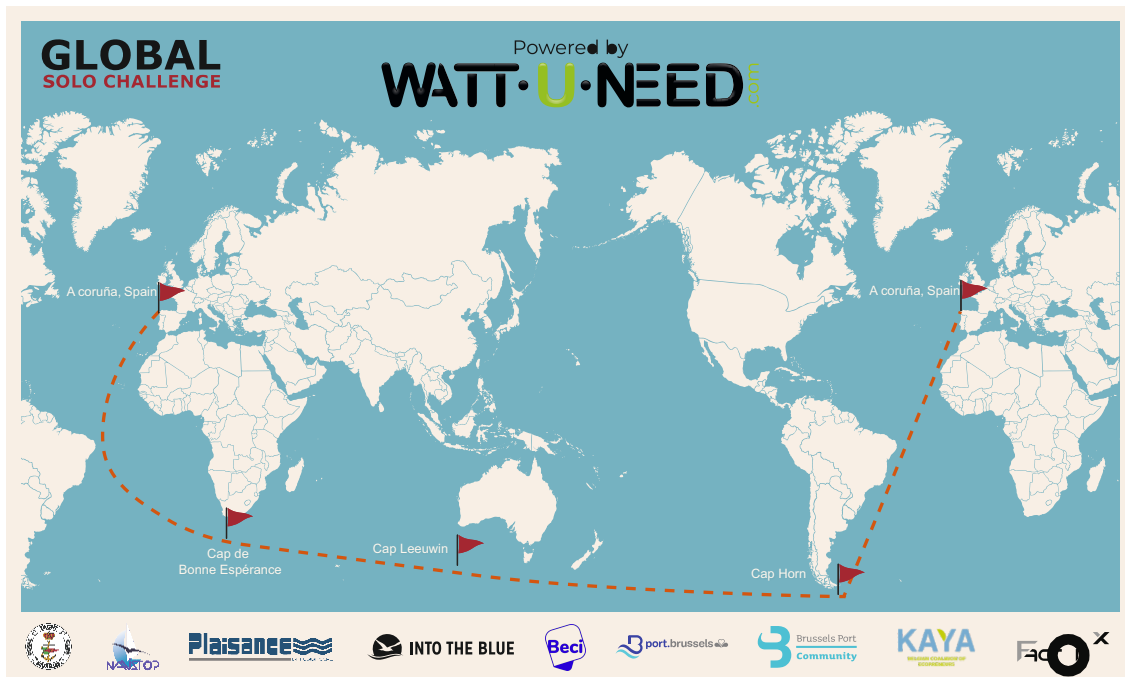 GLOBAL
SOLO CHALLENGE
Powered by
WATT·U·NEED
.com
A coruña, Spain
A coruña, Spain
Cap de
Bonne Espérance
Cap Leeuwin
Cap Horn
Plaisance
INTO THE BLUE
Beci
port.brussels
Brussels Port
Community
KAYA